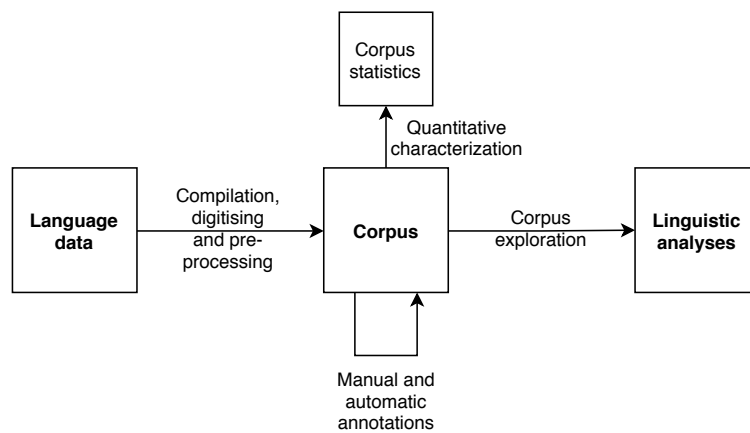 Corpus
statistics
Quantitative
characterization
Language
data
Compilation,
digitising
and pre-
processing
Corpus
Corpus
exploration
Linguistic
analyses
Manual and
automatic
annotations